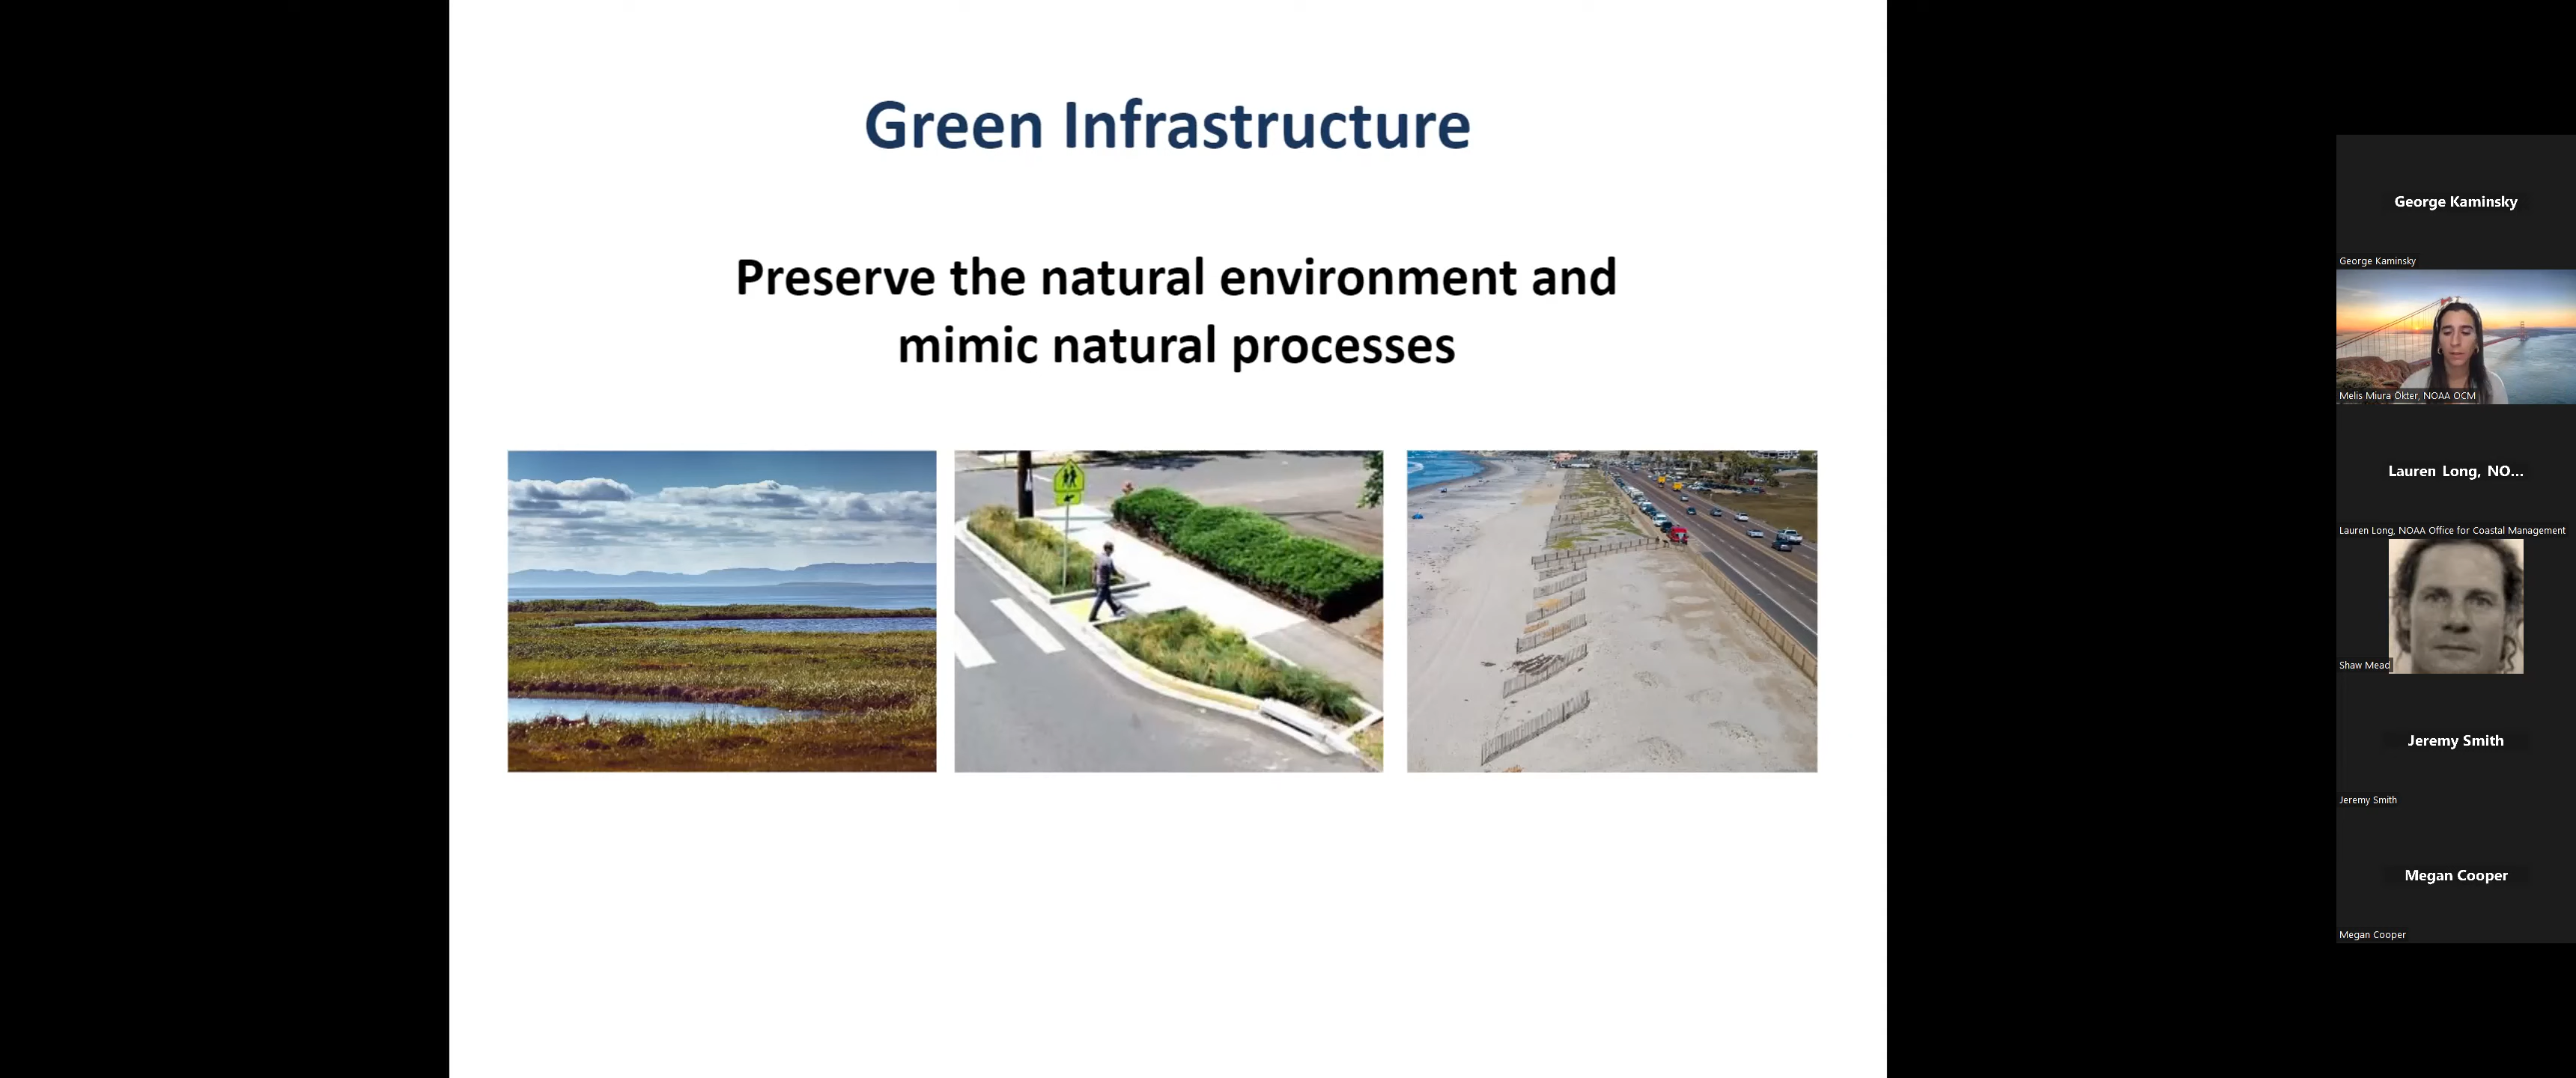 Green Infrastructure
Preserve the natural environment and
mimic natural processes
George Kaminsky
George Kaminsky
Melis Miura Ökter, NOAA OCM
Lauren Long, NO...
Lauren Long, NOAA Office for Coastal Management
Shaw Mead
Jeremy Smith
Jeremy Smith
Megan Cooper
Megan Cooper